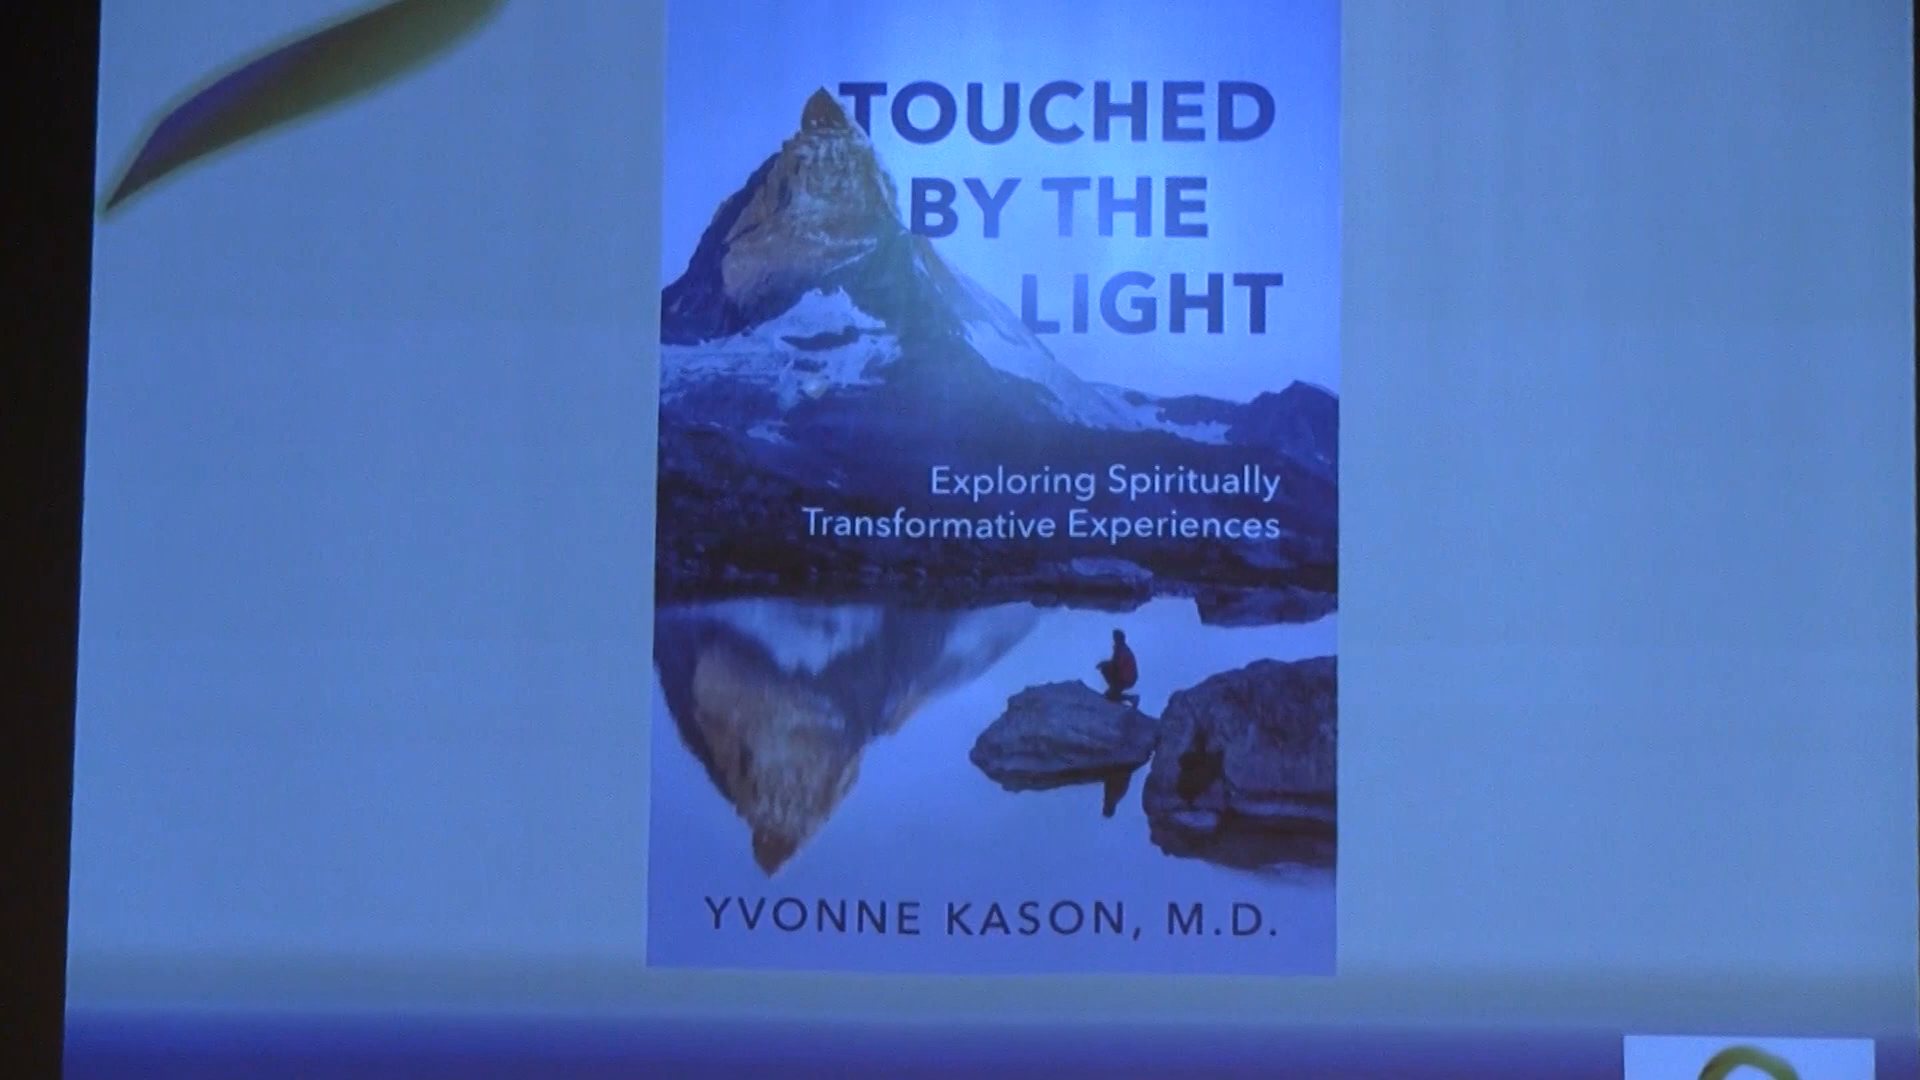 TOUCHED
BY THE
LIGHT
Exploring Spiritually
Transformative Experiences
YVONNE KASON, M.D.